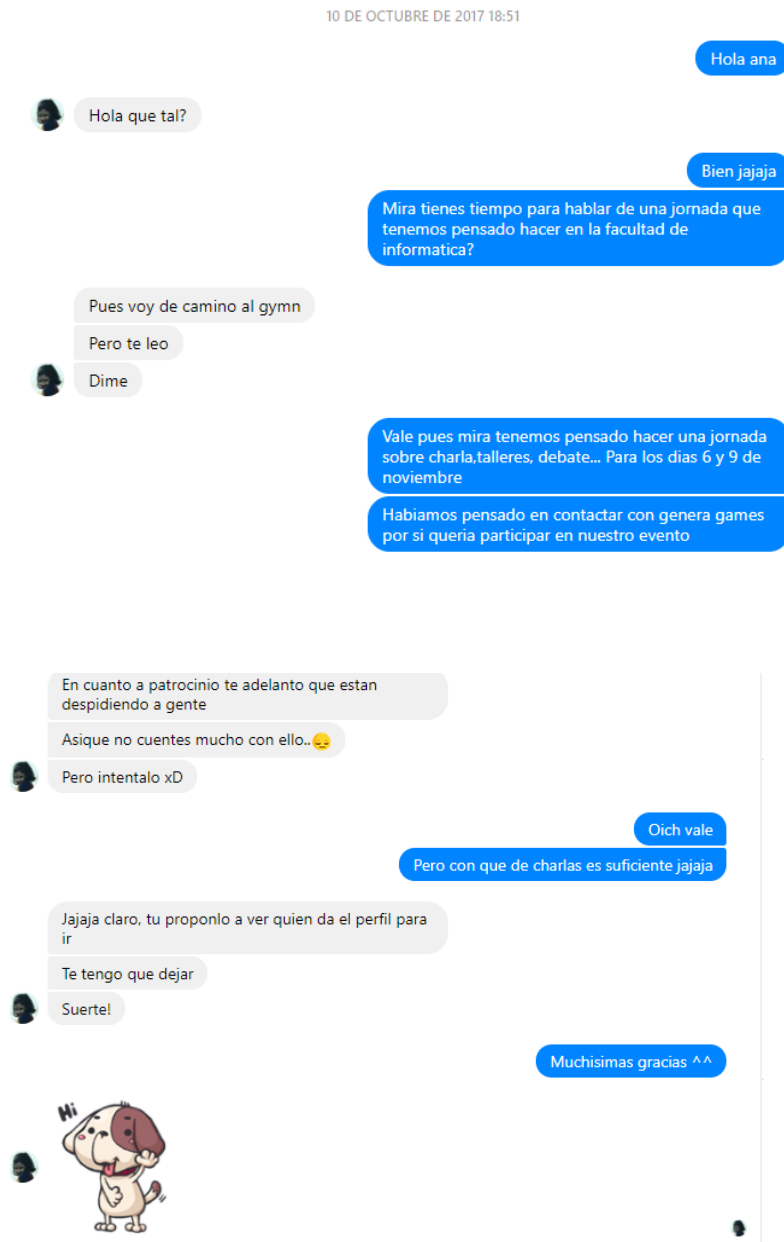 10 DE OCTUBRE DE 2017 18:51
Hola ana
Hola que tal?
Bien jajaja
Mira tienes tiempo para hablar de una jornada que
tenemos pensado hacer en la facultad de
informatica?
Pues voy de camino al gymn
Pero te leo
Dime
Vale pues mira tenemos pensado hacer una jornada
sobre charla,talleres, debate... Para los dias 6 y 9 de
noviembre
Habiamos pensado en contactar con genera games
por si queria participar en nuestro evento
En cuanto a patrocinio te adelanto que estan
despidiendo a gente
Asique no cuentes mucho con ello..😔
Pero intentalo xD
Oich vale
Pero con que de charlas es suficiente jajaja
Jajaja claro, tu proponlo a ver quien da el perfil para
ir
Te tengo que dejar
Suerte!
Muchisimas gracias ^^
Hi